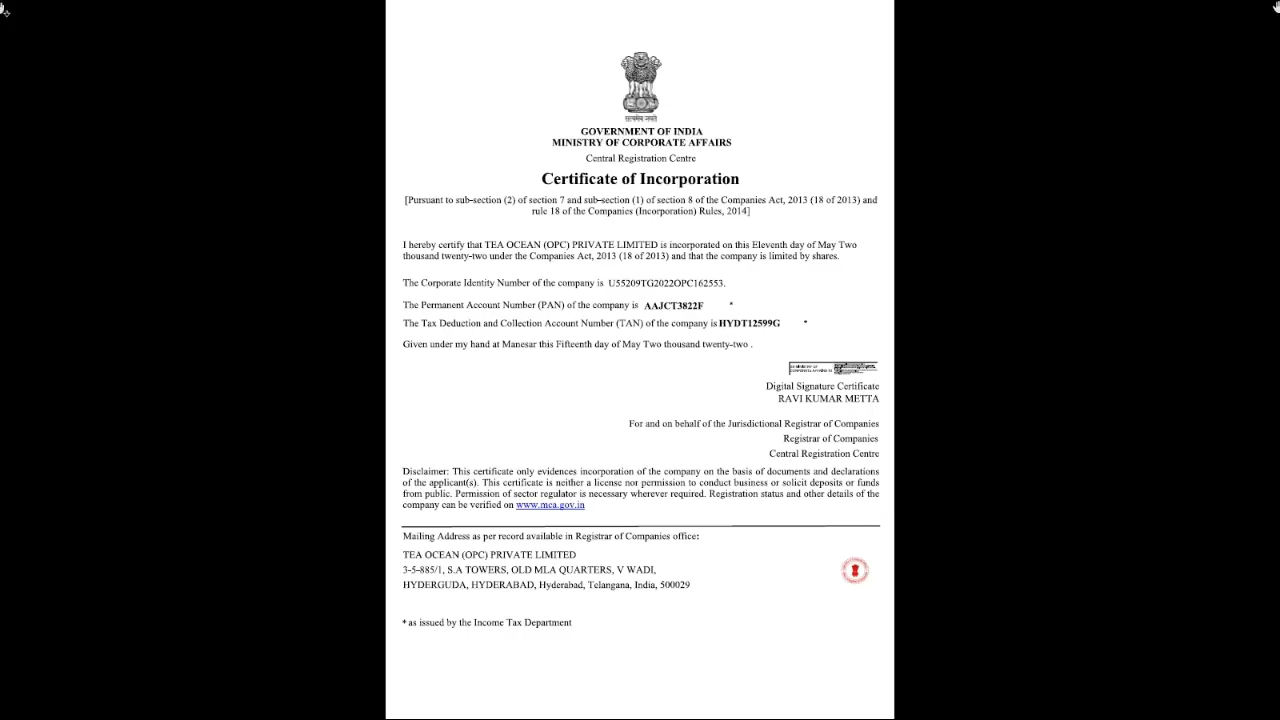 सत्यमेव जयते
GOVERNMENT OF INDIA
MINISTRY OF CORPORATE AFFAIRS
Central Registration Centre
Certificate of Incorporation
[Pursuant to sub-section (2) of section 7 and sub-section (1) of section 8 of the Companies Act, 2013 (18 of 2013) and
rule 18 of the Companies (Incorporation) Rules, 2014]
I hereby certify that TEA OCEAN (OPC) PRIVATE LIMITED is incorporated on this Eleventh day of May Two
thousand twenty-two under the Companies Act, 2013 (18 of 2013) and that the company is limited by shares.
The Corporate Identity Number of the company is U55209TG2022OPC162553.
The Permanent Account Number (PAN) of the company is AAJCT3822F *
The Tax Deduction and Collection Account Number (TAN) of the company is HYDT12599G *
Given under my hand at Manesar this Fifteenth day of May Two thousand twenty-two .
Digital Signature Certificate
RAVI KUMAR METTA
For and on behalf of the Jurisdictional Registrar of Companies
Registrar of Companies
Central Registration Centre
Disclaimer: This certificate only evidences incorporation of the company on the basis of documents and declarations
of the applicant(s). This certificate is neither a license nor permission to conduct business or solicit deposits or funds
from public. Permission of sector regulator is necessary wherever required. Registration status and other details of the
company can be verified on www.mca.gov.in
Mailing Address as per record available in Registrar of Companies office:
TEA OCEAN (OPC) PRIVATE LIMITED
3-5-885/1, S.A TOWERS, OLD MLA QUARTERS, V WADI,
HYDERGUDA, HYDERABAD, Hyderabad, Telangana, India, 500029
* as issued by the Income Tax Department